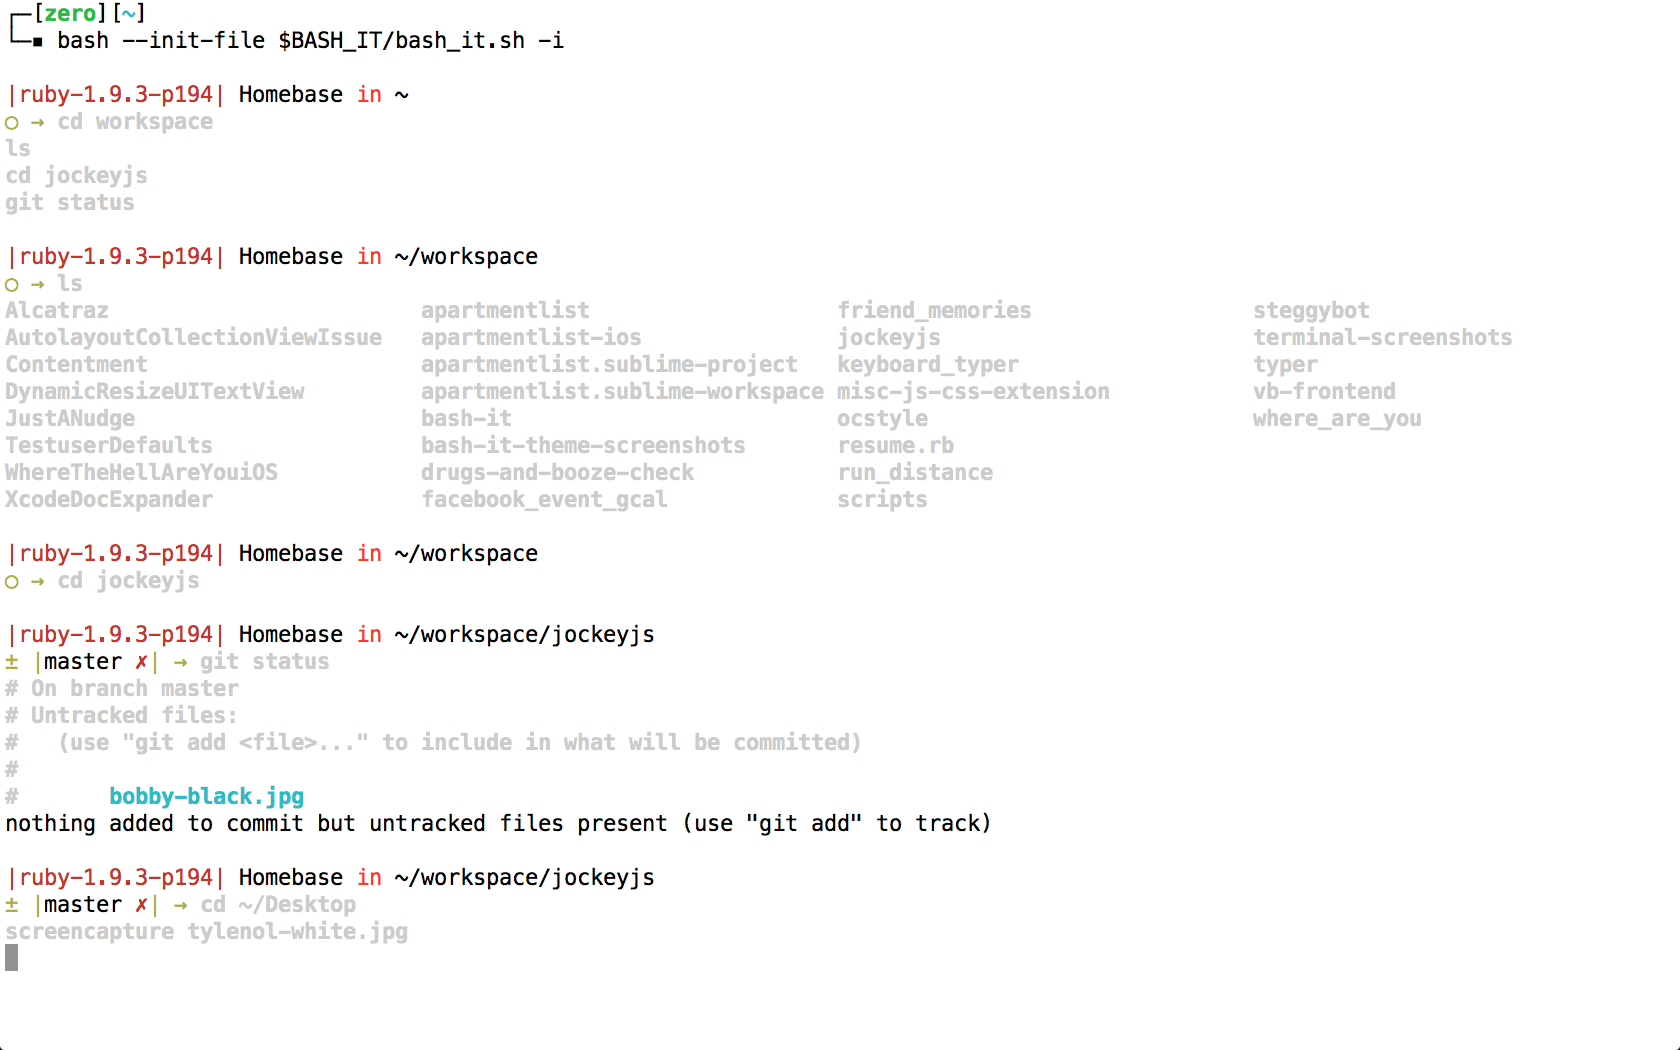 ┌─[zero][~]
└─▪ bash --init-file $BASH_IT/bash_it.sh -i

|ruby-1.9.3-p194| Homebase in ~
○ → cd workspace
ls
cd jockeyjs
git status

|ruby-1.9.3-p194| Homebase in ~/workspace
○ → ls
Alcatraz                        apartmentlist                   friend_memories                 steggybot
AutolayoutCollectionViewIssue   apartmentlist-ios               jockeyjs                        terminal-screenshots
Contentment                     apartmentlist.sublime-project   keyboard_typer                  typer
DynamicResizeUITextView         apartmentlist.sublime-workspace misc-js-css-extension           vb-frontend
JustANudge                      bash-it                         ocstyle                         where_are_you
TestuserDefaults                bash-it-theme-screenshots       resume.rb
WhereTheHellAreYouiOS           drugs-and-booze-check           run_distance
XcodeDocExpander                facebook_event_gcal             scripts

|ruby-1.9.3-p194| Homebase in ~/workspace
○ → cd jockeyjs

|ruby-1.9.3-p194| Homebase in ~/workspace/jockeyjs
± |master ✗| → git status
# On branch master
# Untracked files:
#   (use "git add <file>..." to include in what will be committed)
#
#       bobby-black.jpg
nothing added to commit but untracked files present (use "git add" to track)

|ruby-1.9.3-p194| Homebase in ~/workspace/jockeyjs
± |master ✗| → cd ~/Desktop
screencapture tylenol-white.jpg